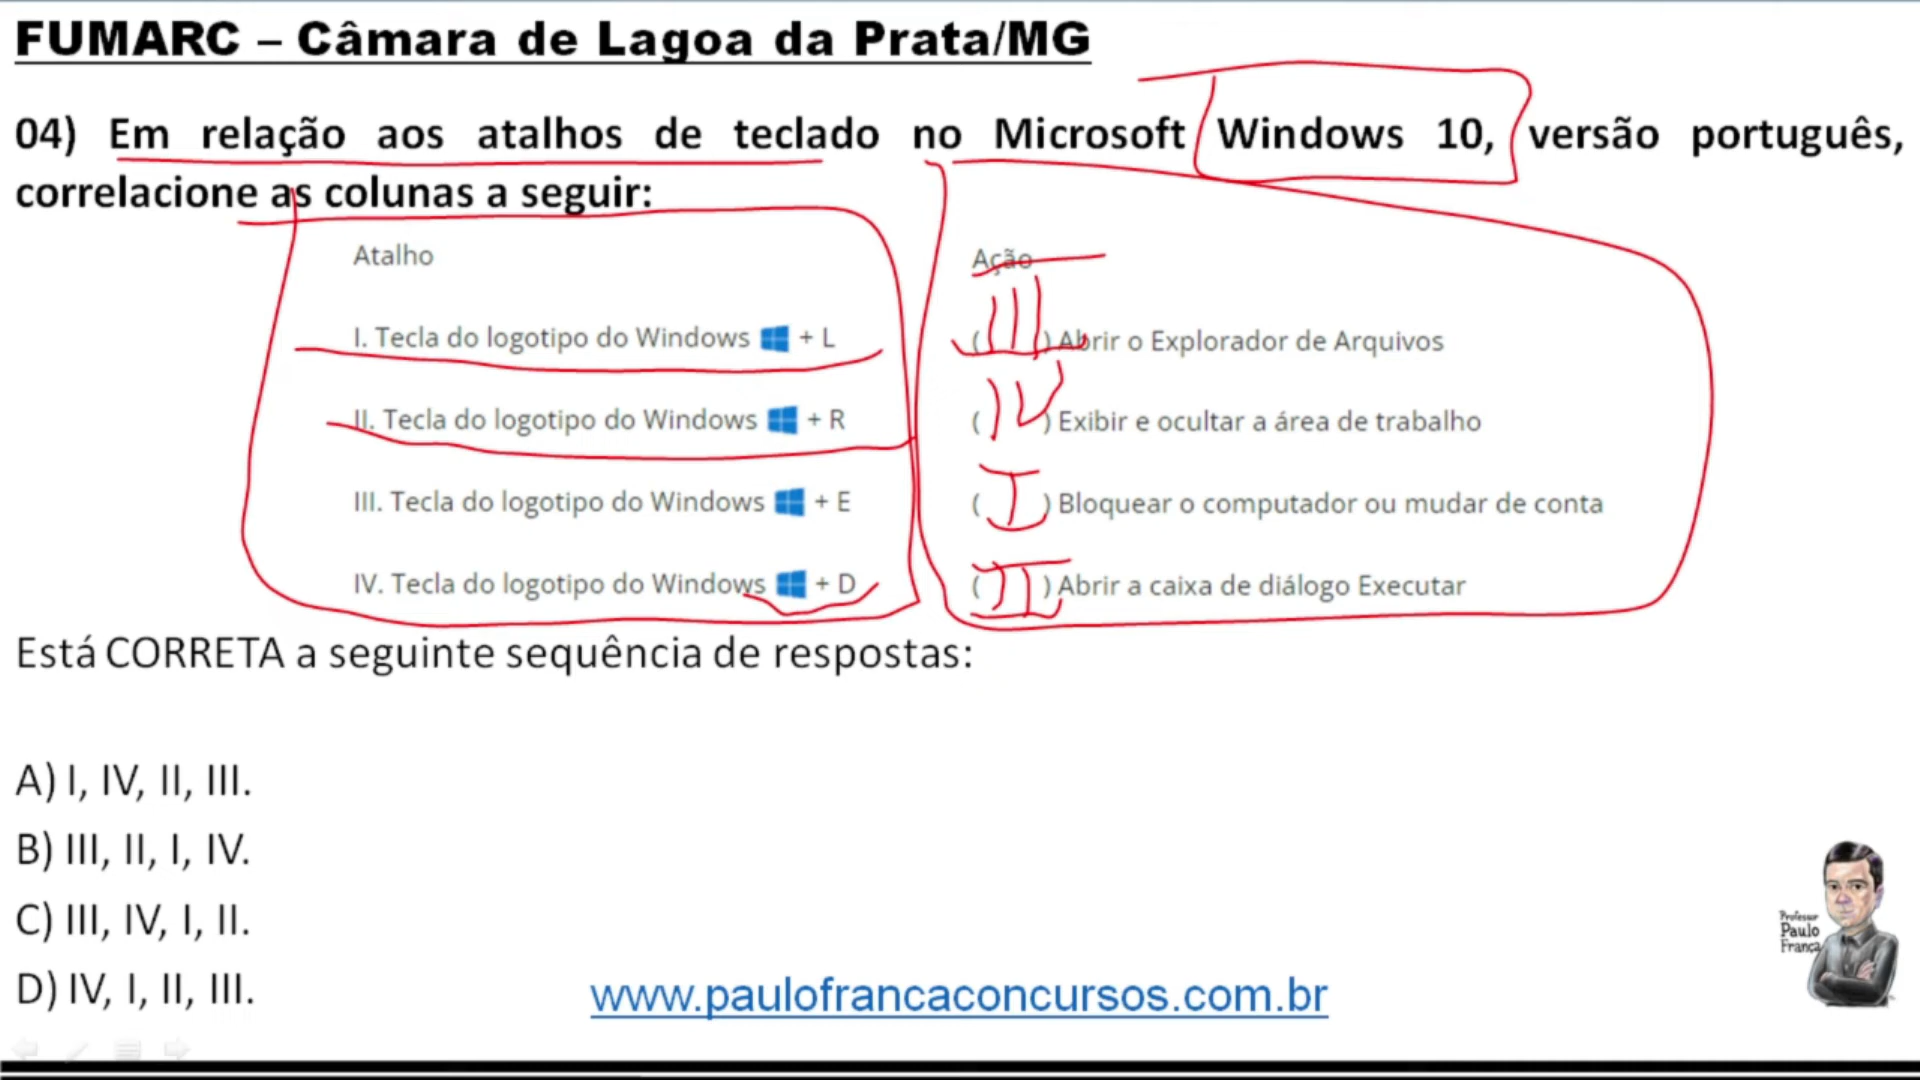 FUMARC – Câmara de Lagoa da Prata/MG
04) Em relação aos atalhos de teclado no Microsoft Windows 10, versão português,
correlacione as colunas a seguir:
Atalho
I. Tecla do logotipo do Windows + L
II. Tecla do logotipo do Windows + R
III. Tecla do logotipo do Windows + E
IV. Tecla do logotipo do Windows + D
Ação
( III ) Abrir o Explorador de Arquivos
( IV ) Exibir e ocultar a área de trabalho
( I ) Bloquear o computador ou mudar de conta
( II ) Abrir a caixa de diálogo Executar
Está CORRETA a seguinte sequência de respostas:
A) I, IV, II, III.
B) III, II, I, IV.
C) III, IV, I, II.
D) IV, I, II, III.
www.paulofrancaconcursos.com.br
Professor
Paulo
França